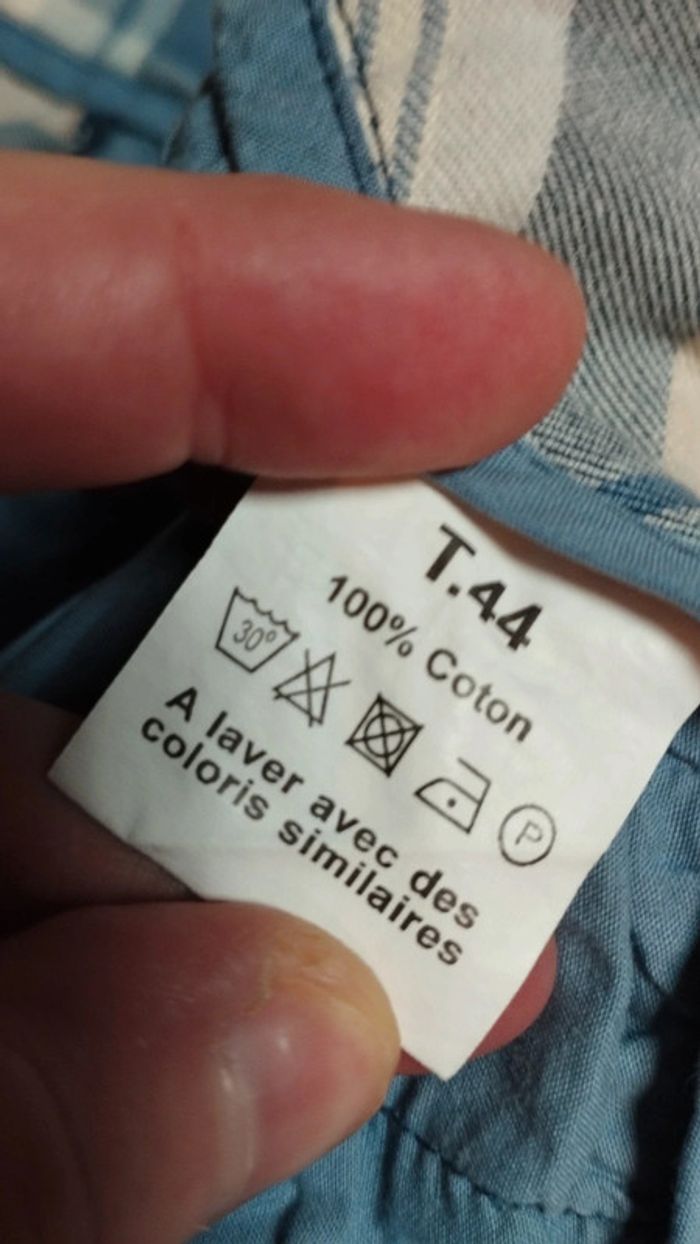 T.44
100% Coton
30°
P
A laver avec des
coloris similaires